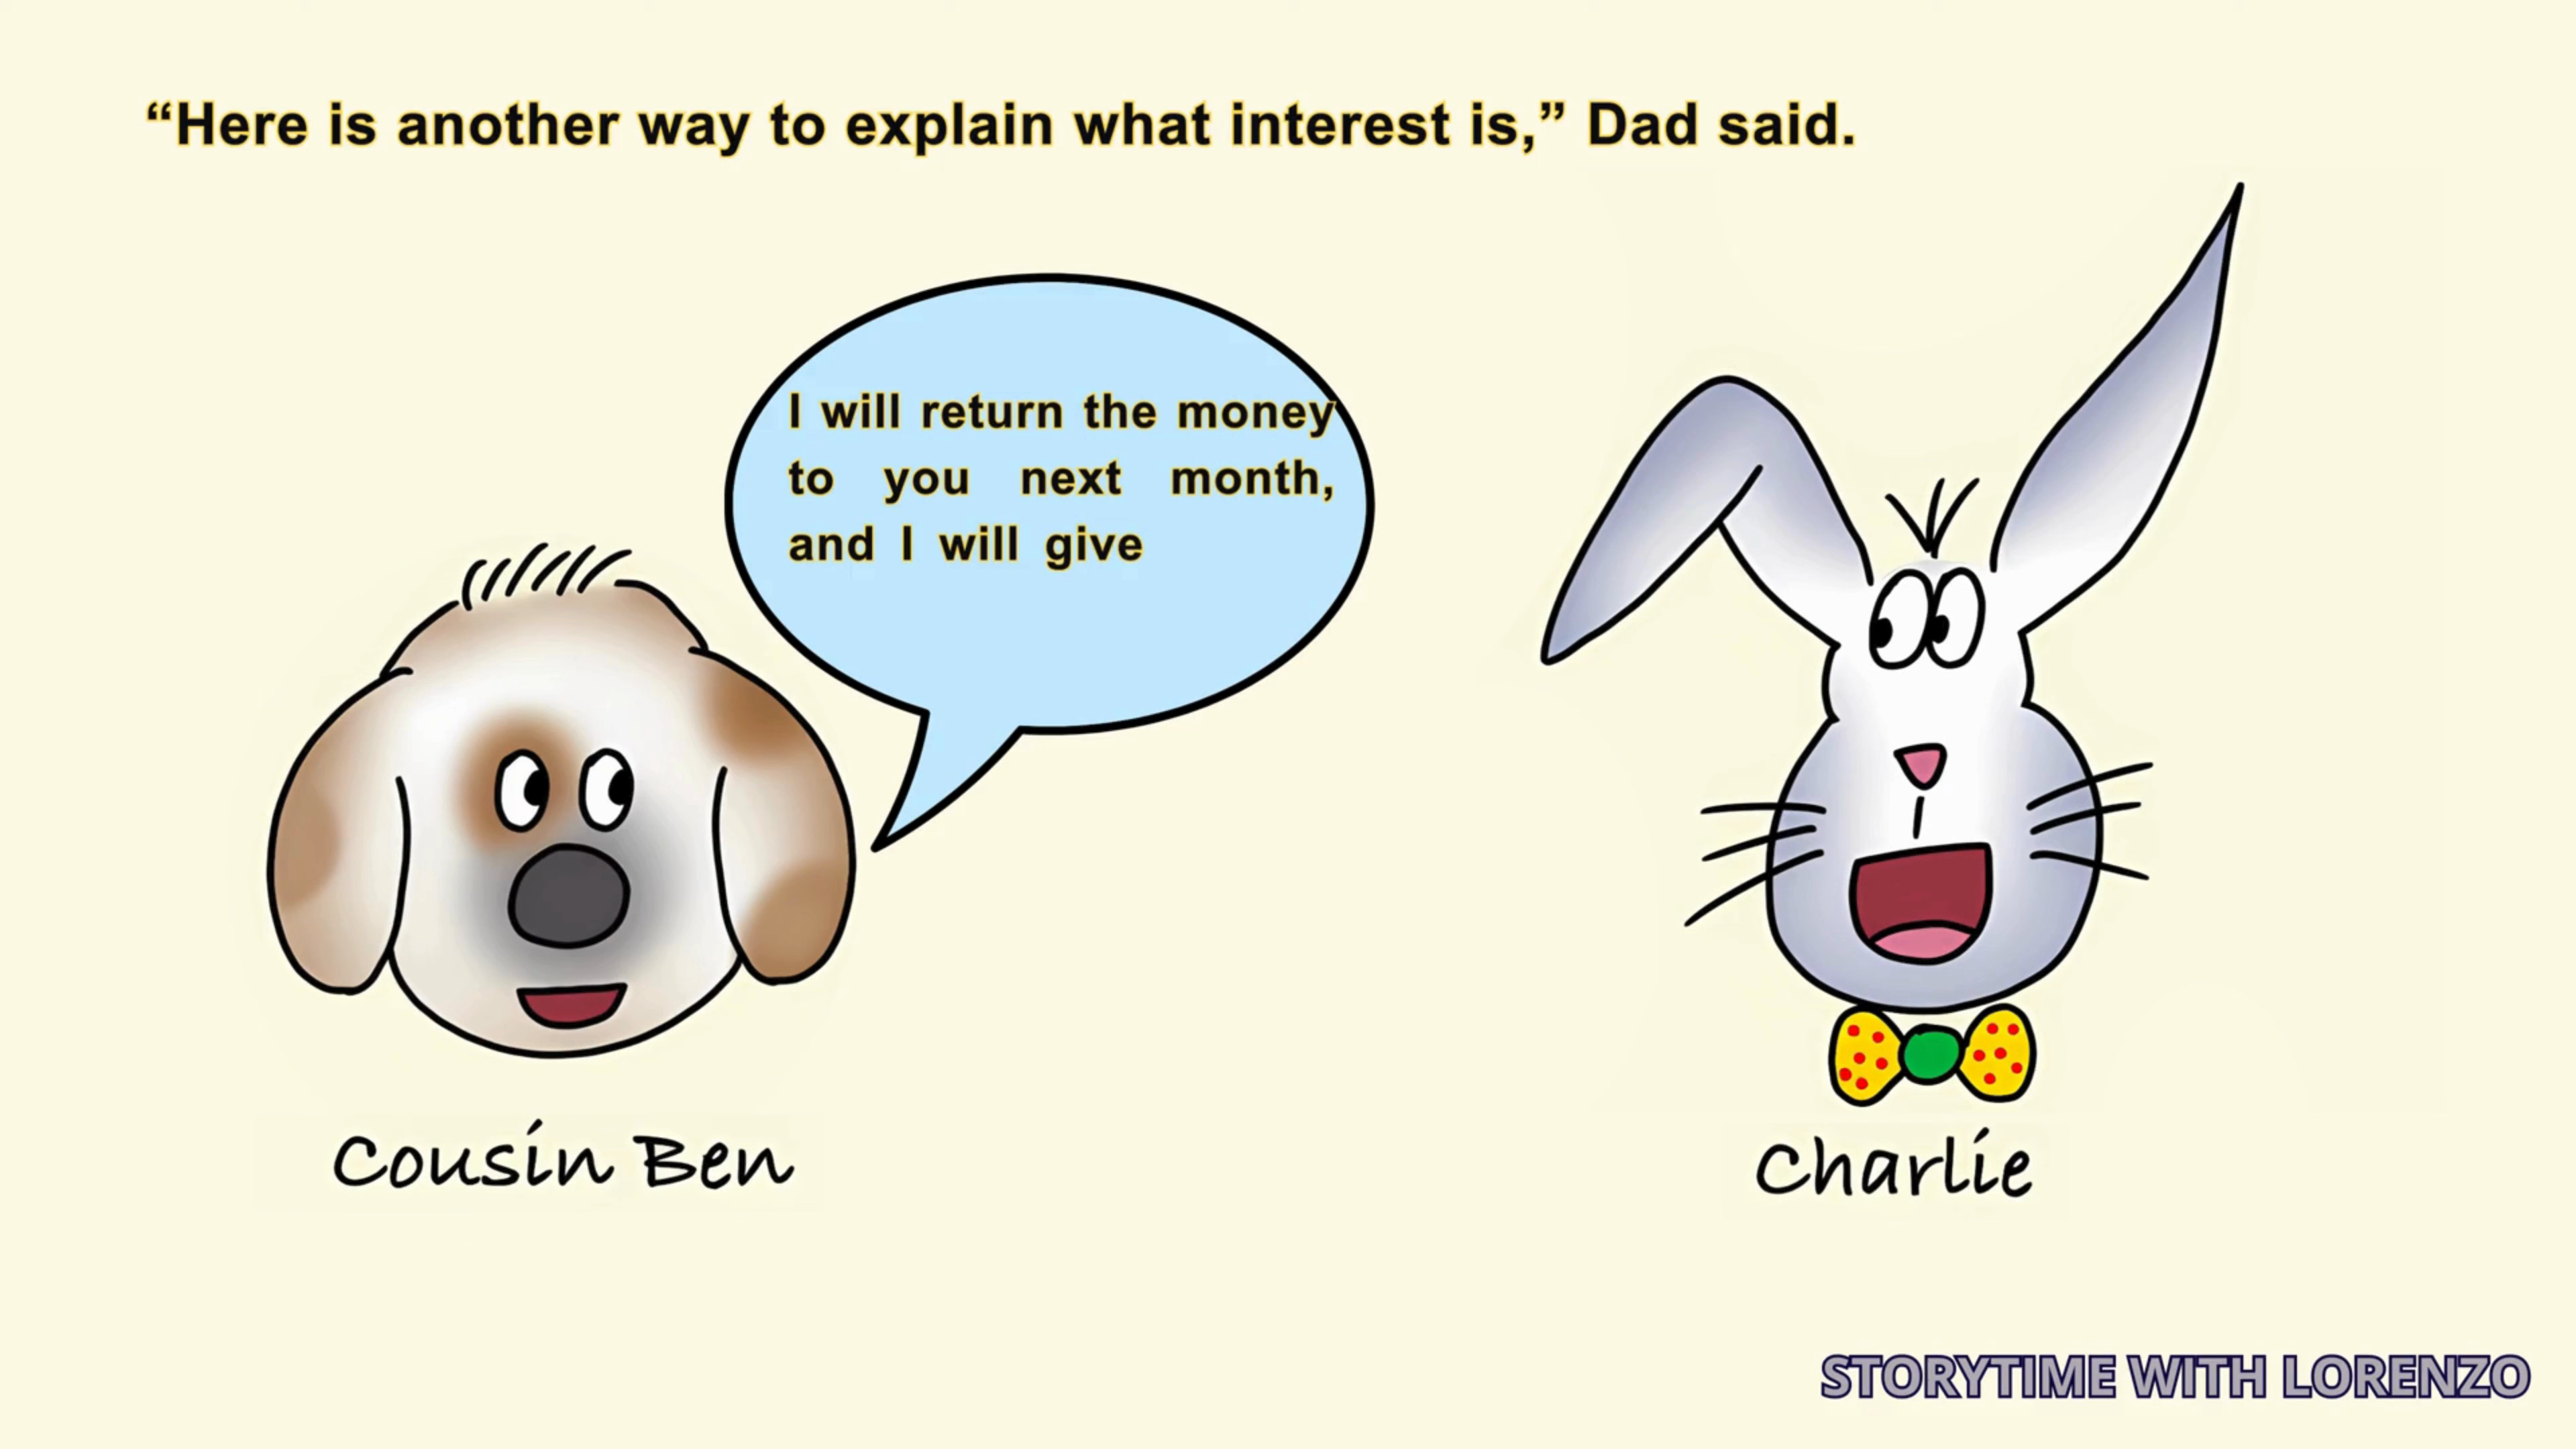 “Here is another way to explain what interest is,” Dad said.
I will return the money
to you next month,
and I will give
Cousin Ben
Charlie
STORYTIME WITH LORENZO